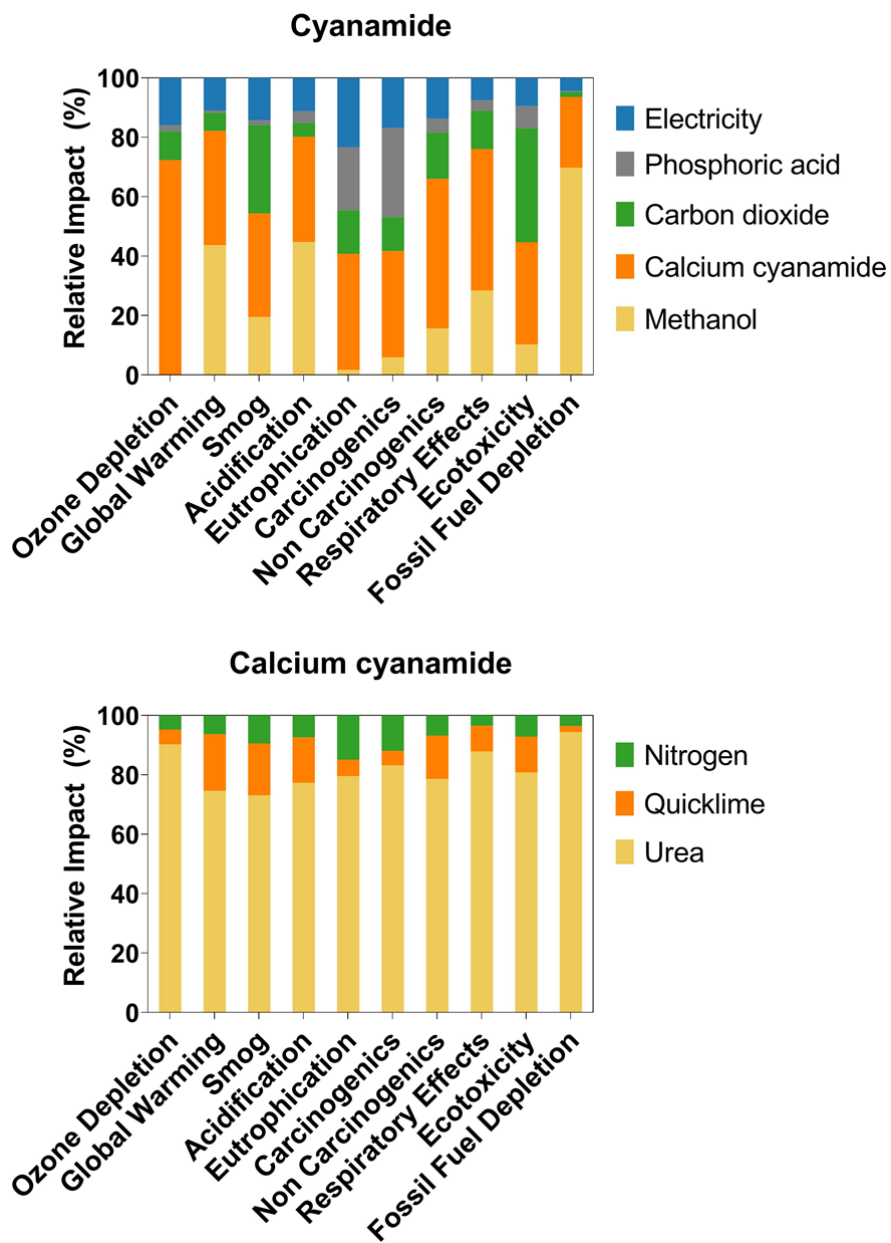 Cyanamide
Relative Impact (%)
100
80
60
40
20
0
Electricity
Phosphoric acid
Carbon dioxide
Calcium cyanamide
Methanol
Ozone Depletion
Global Warming
Smog
Acidification
Eutrophication
Carcinogenics
Non Carcinogenics
Respiratory Effects
Ecotoxicity
Fossil Fuel Depletion
Calcium cyanamide
Relative Impact (%)
100
80
60
40
20
0
Nitrogen
Quicklime
Urea
Ozone Depletion
Global Warming
Smog
Acidification
Eutrophication
Carcinogenics
Non Carcinogenics
Respiratory Effects
Ecotoxicity
Fossil Fuel Depletion